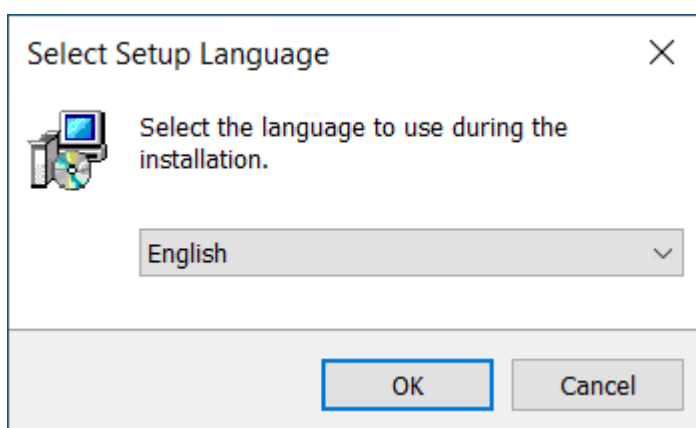 Select Setup Language
Select the language to use during the
installation.
English
OK
Cancel